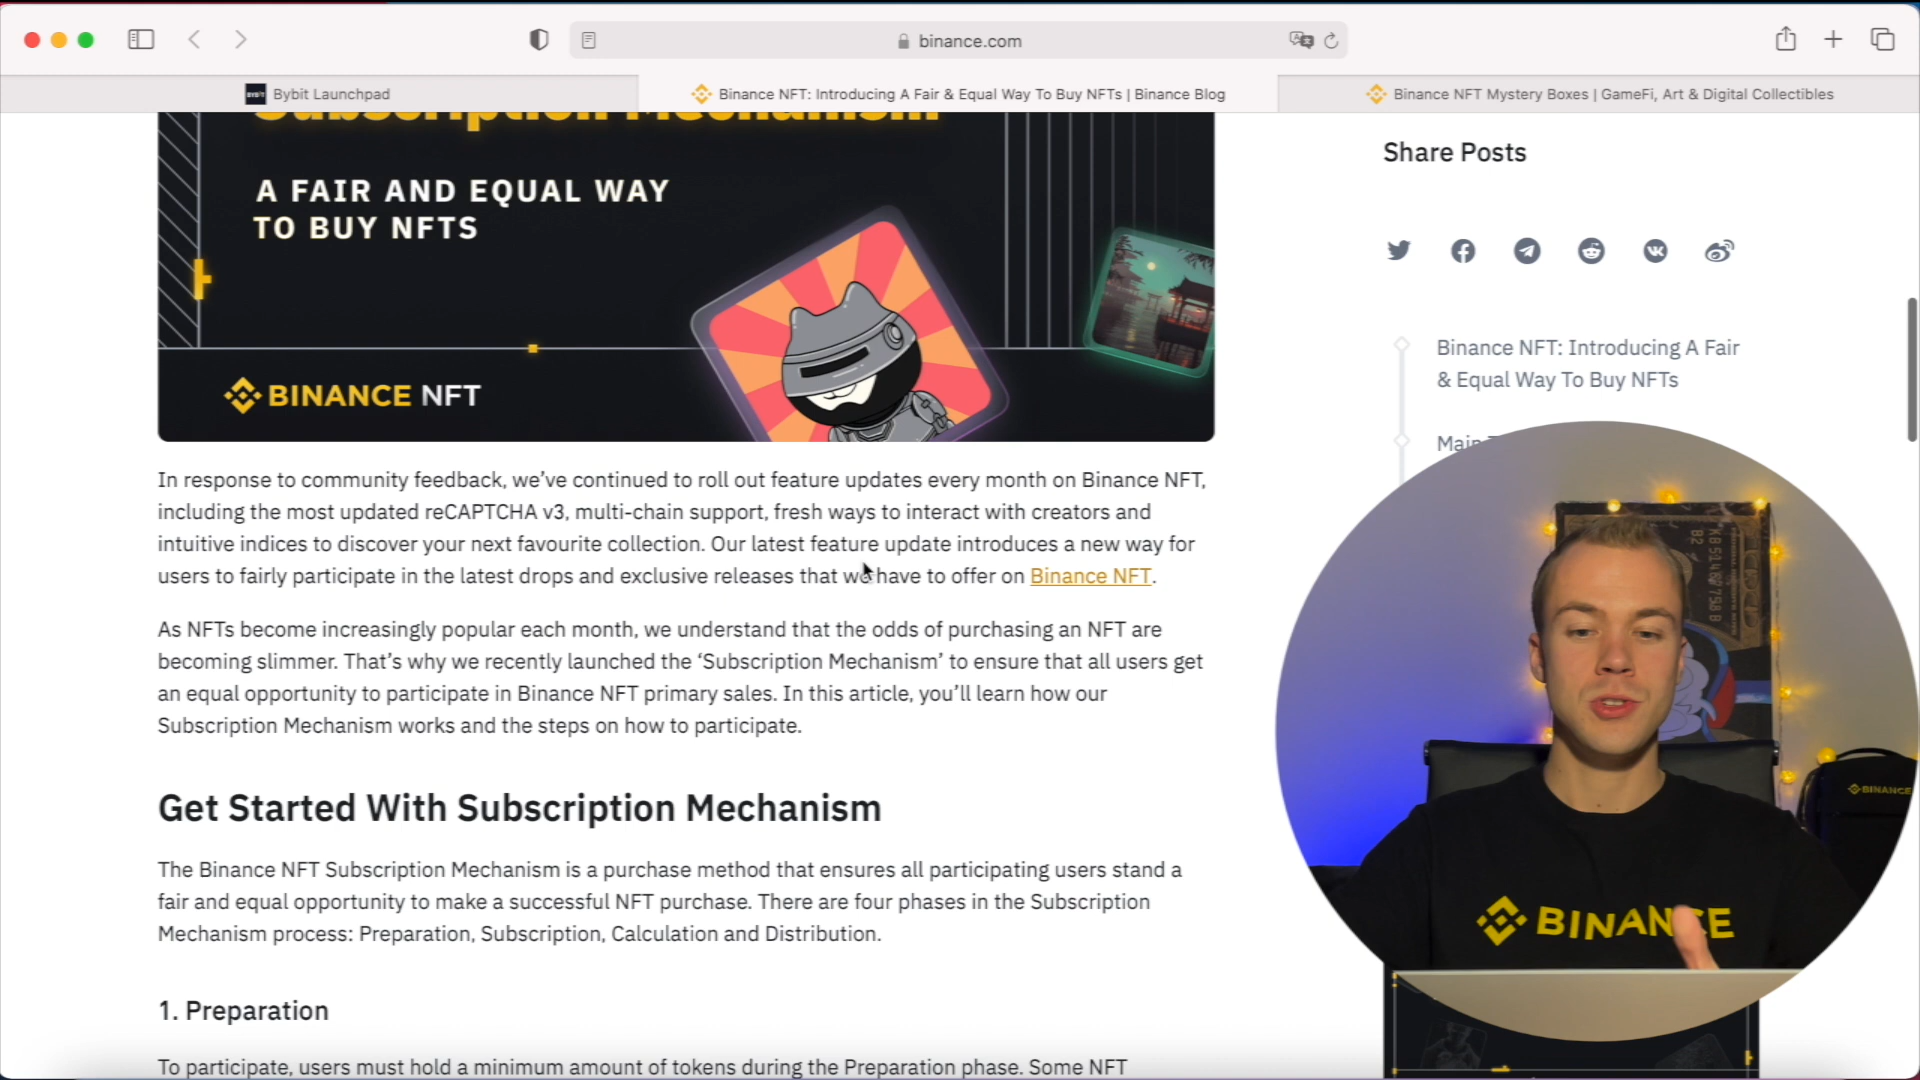 binance.com
BYBIT Bybit Launchpad
Binance NFT: Introducing A Fair & Equal Way To Buy NFTs | Binance Blog
Binance NFT Mystery Boxes | GameFi, Art & Digital Collectibles
Subscription Mechanism
A FAIR AND EQUAL WAY
TO BUY NFTS
BINANCE NFT
In response to community feedback, we’ve continued to roll out feature updates every month on Binance NFT,
including the most updated reCAPTCHA v3, multi-chain support, fresh ways to interact with creators and
intuitive indices to discover your next favourite collection. Our latest feature update introduces a new way for
users to fairly participate in the latest drops and exclusive releases that we have to offer on Binance NFT.
As NFTs become increasingly popular each month, we understand that the odds of purchasing an NFT are
becoming slimmer. That’s why we recently launched the ‘Subscription Mechanism’ to ensure that all users get
an equal opportunity to participate in Binance NFT primary sales. In this article, you’ll learn how our
Subscription Mechanism works and the steps on how to participate.
Get Started With Subscription Mechanism
The Binance NFT Subscription Mechanism is a purchase method that ensures all participating users stand a
fair and equal opportunity to make a successful NFT purchase. There are four phases in the Subscription
Mechanism process: Preparation, Subscription, Calculation and Distribution.
1. Preparation
To participate, users must hold a minimum amount of tokens during the Preparation phase. Some NFT
Share Posts
Binance NFT: Introducing A Fair
& Equal Way To Buy NFTs
Main
BINANCE
BINANCE